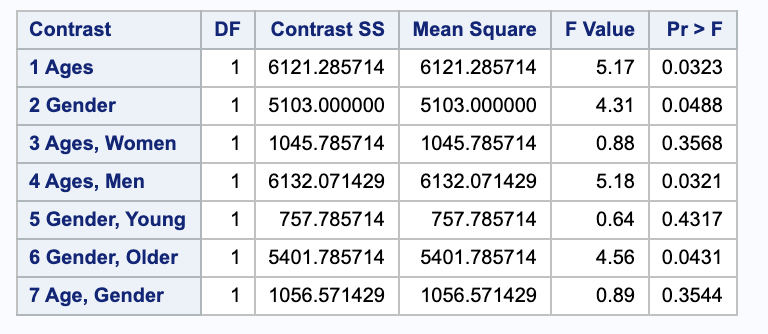 Contrast DF Contrast SS Mean Square F Value Pr > F
1 Ages 1 6121.285714 6121.285714 5.17 0.0323
2 Gender 1 5103.000000 5103.000000 4.31 0.0488
3 Ages, Women 1 1045.785714 1045.785714 0.88 0.3568
4 Ages, Men 1 6132.071429 6132.071429 5.18 0.0321
5 Gender, Young 1 757.785714 757.785714 0.64 0.4317
6 Gender, Older 1 5401.785714 5401.785714 4.56 0.0431
7 Age, Gender 1 1056.571429 1056.571429 0.89 0.3544